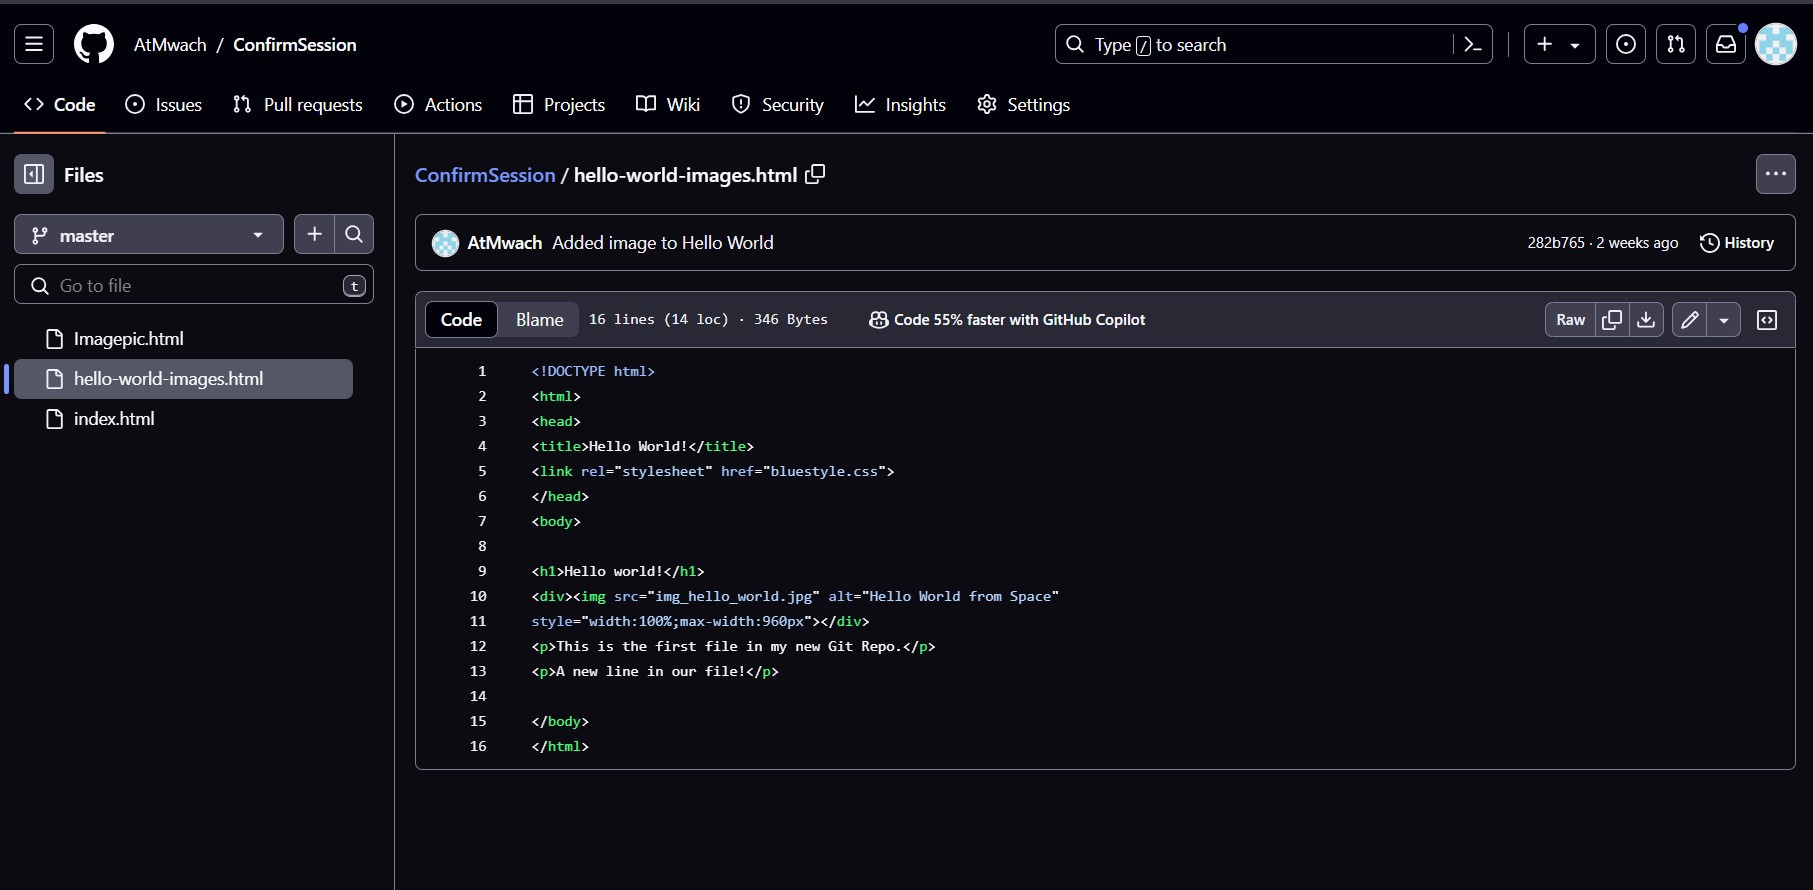 AtMwach / ConfirmSession
Type / to search
Code
Issues
Pull requests
Actions
Projects
Wiki
Security
Insights
Settings
Files
master
Go to file
t
Imagepic.html
hello-world-images.html
index.html
ConfirmSession / hello-world-images.html
AtMwach Added image to Hello World
282b765 · 2 weeks ago
History
Code
Blame
16 lines (14 loc) · 346 Bytes
Code 55% faster with GitHub Copilot
Raw
1 <!DOCTYPE html>
2 <html>
3 <head>
4 <title>Hello World!</title>
5 <link rel="stylesheet" href="bluestyle.css">
6 </head>
7 <body>
8
9 <h1>Hello world!</h1>
10 <div><img src="img_hello_world.jpg" alt="Hello World from Space"
11 style="width:100%;max-width:960px"></div>
12 <p>This is the first file in my new Git Repo.</p>
13 <p>A new line in our file!</p>
14
15 </body>
16 </html>